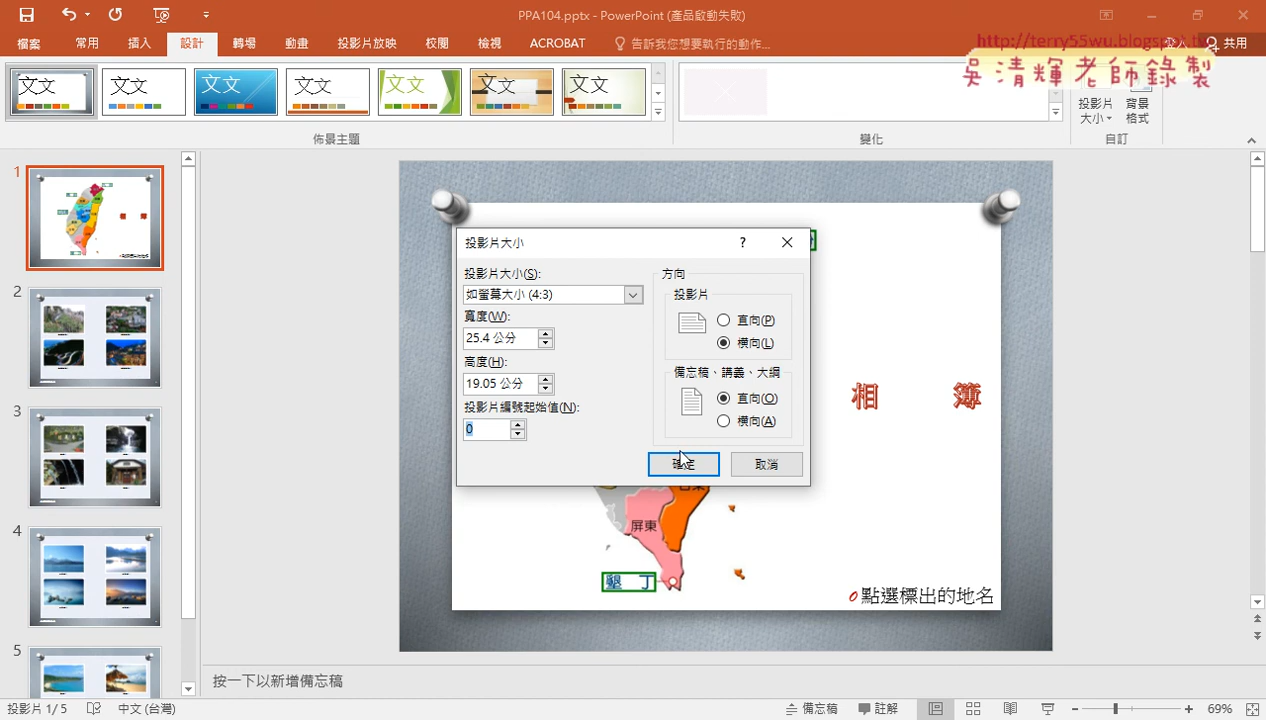 PPA104.pptx - PowerPoint (產品啟動失敗)
檔案 常用 插入 設計 轉場 動畫 投影片放映 校閱 檢視 ACROBAT 告訴我您想要執行的動作... 共用
http://terry55wu.blogspot.tw
吳清輝老師錄製
文文 文文 文文 文文 文文 文文 文文
投影片大小 背景格式
佈景主題 變化 自訂
1
2
3
4
5
投影片大小 ?
投影片大小(S):
如螢幕大小 (4:3)
寬度(W):
25.4 公分
高度(H):
19.05 公分
投影片編號起始值(N):
0
方向
投影片
直向(P)
橫向(L)
備忘稿、講義、大綱
直向(O)
橫向(A)
確定 取消
相 簿
屏東
墾 丁
點選標出的地名
按一下以新增備忘稿
投影片 1/5 中文 (台灣) 備忘稿 註解 69%